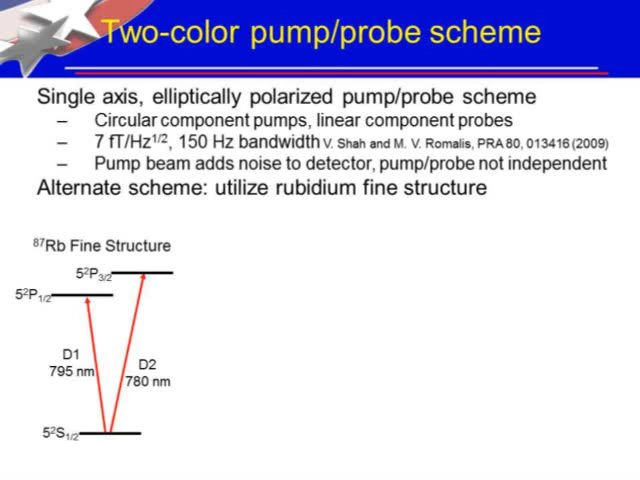 Two-color pump/probe scheme
Single axis, elliptically polarized pump/probe scheme
– Circular component pumps, linear component probes
– 7 fT/Hz^1/2, 150 Hz bandwidth V. Shah and M. V. Romalis, PRA 80, 013416 (2009)
– Pump beam adds noise to detector, pump/probe not independent
Alternate scheme: utilize rubidium fine structure
⁸⁷Rb Fine Structure
5²P3/2
5²P1/2
D1
795 nm
D2
780 nm
5²S1/2